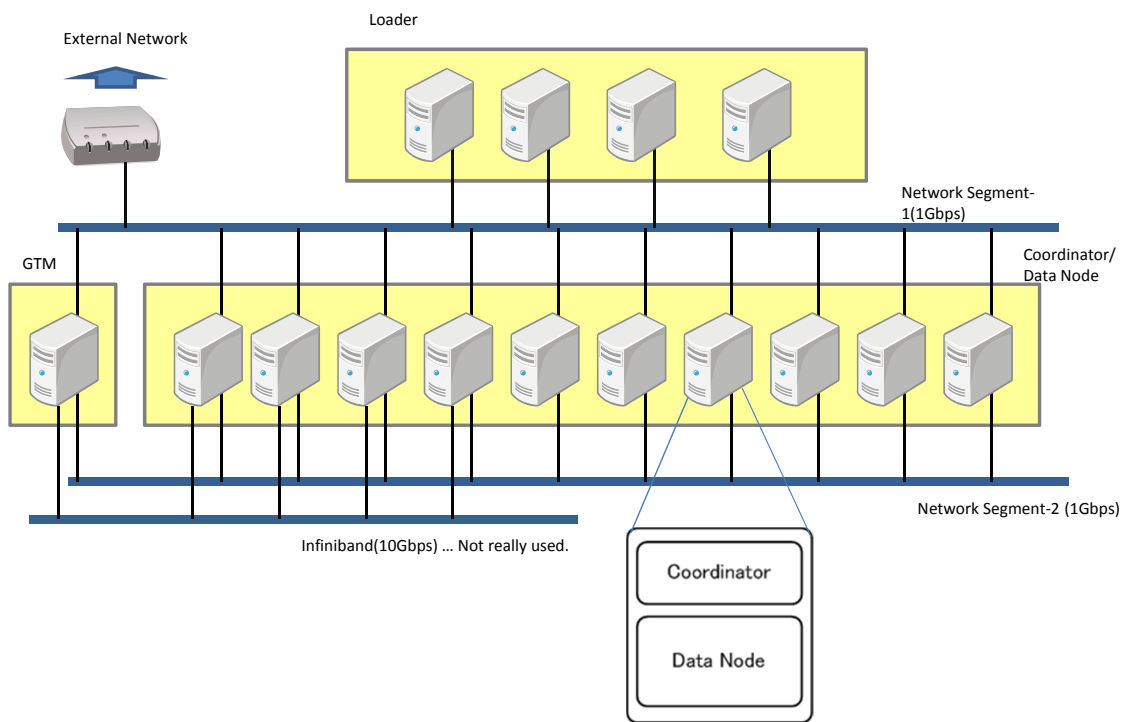 Loader
External Network
Network Segment-
1(1Gbps)
GTM
Coordinator/
Data Node
Network Segment-2 (1Gbps)
Infiniband(10Gbps) … Not really used.
Coordinator
Data Node